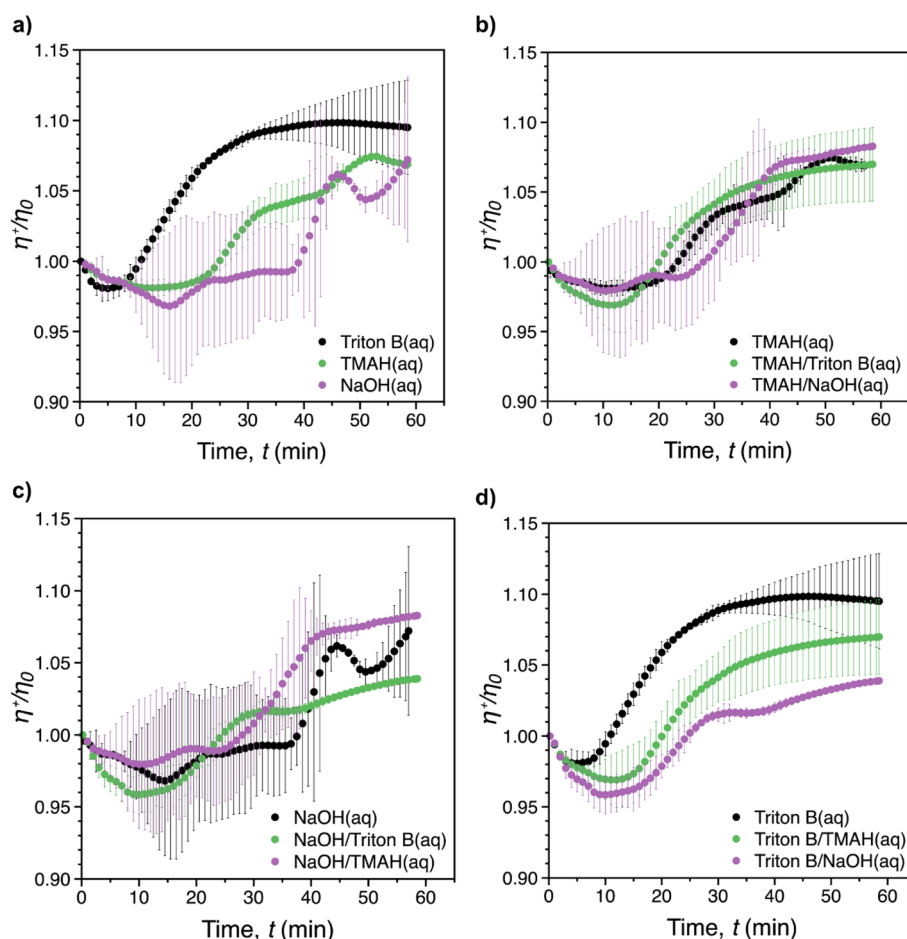 a)
1.15
1.10
1.05
1.00
0.95
0.90
η⁺/η₀
Triton B(aq)
TMAH(aq)
NaOH(aq)
0 10 20 30 40 50 60
Time, t (min)
b)
1.15
1.10
1.05
1.00
0.95
0.90
TMAH(aq)
TMAH/Triton B(aq)
TMAH/NaOH(aq)
0 10 20 30 40 50 60
Time, t (min)
c)
1.15
1.10
1.05
1.00
0.95
0.90
η⁺/η₀
NaOH(aq)
NaOH/Triton B(aq)
NaOH/TMAH(aq)
0 10 20 30 40 50 60
Time, t (min)
d)
1.15
1.10
1.05
1.00
0.95
0.90
η⁺/η₀
Triton B(aq)
Triton B/TMAH(aq)
Triton B/NaOH(aq)
0 10 20 30 40 50 60
Time, t (min)